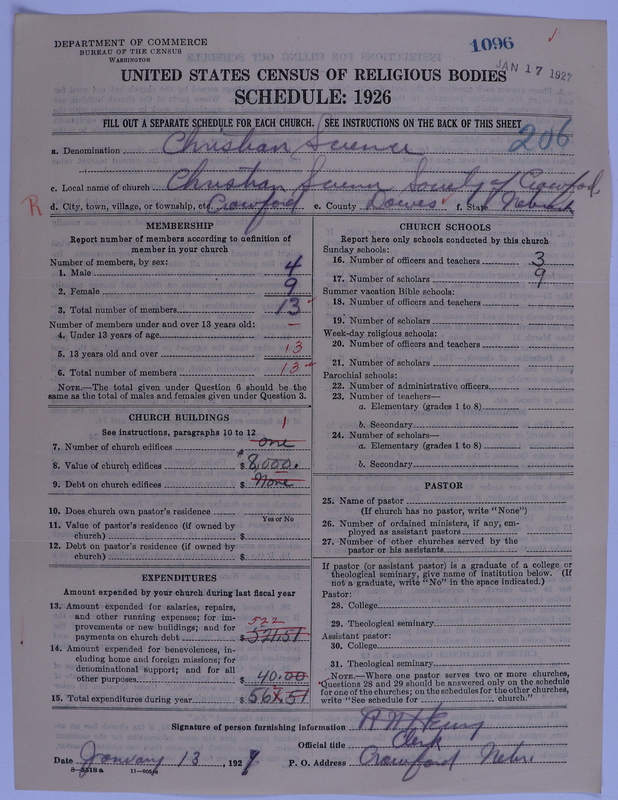 DEPARTMENT OF COMMERCE
BUREAU OF THE CENSUS
WASHINGTON
1096
JAN 17 1927
UNITED STATES CENSUS OF RELIGIOUS BODIES
SCHEDULE: 1926
FILL OUT A SEPARATE SCHEDULE FOR EACH CHURCH. SEE INSTRUCTIONS ON THE BACK OF THIS SHEET
206
a. Denomination Christian Science
c. Local name of church Christian Science Society of Crawford
R d. City, town, village, or township, etc Crawford e. County Dawes f. State Nebraska
MEMBERSHIP
Report number of members according to definition of member in your church
Number of members, by sex:
1. Male 4
2. Female 9
3. Total number of members 13
Number of members under and over 13 years old:
4. Under 13 years of age –
5. 13 years old and over 13
6. Total number of members 13
NOTE.—The total given under Question 6 should be the
same as the total of males and females given under Question 3.
CHURCH BUILDINGS
See instructions, paragraphs 10 to 12
7. Number of church edifices one 1
8. Value of church edifices $ 8,000.
9. Debt on church edifices $ None
10. Does church own pastor's residence
Yes or No
11. Value of pastor's residence (if owned by
church) $
12. Debt on pastor's residence (if owned by
church) $
EXPENDITURES
Amount expended by your church during last fiscal year
13. Amount expended for salaries, repairs,
and other running expenses; for im-
provements or new buildings; and for
payments on church debt $ 521.51 522
14. Amount expended for benevolences, in-
cluding home and foreign missions; for
denominational support; and for all
other purposes $ 40.00
15. Total expenditures during year $
CHURCH SCHOOLS
Report here only schools conducted by this church
Sunday schools:
16. Number of officers and teachers 3
17. Number of scholars 9
Summer vacation Bible schools:
18. Number of officers and teachers
19. Number of scholars
Week-day religious schools:
20. Number of officers and teachers
21. Number of scholars
Parochial schools:
22. Number of administrative officers
23. Number of teachers—
a. Elementary (grades 1 to 8)
b. Secondary
24. Number of scholars—
a. Elementary (grades 1 to 8)
b. Secondary
PASTOR
25. Name of pastor
(If church has no pastor, write "None")
26. Number of ordained ministers, if any, em-
ployed as assistant pastors
27. Number of other churches served by the
pastor or his assistants
If pastor (or assistant pastor) is a graduate of a college or
theological seminary, give name of institution below. (If
not a graduate, write "No" in the space indicated.)
Pastor:
28. College
29. Theological seminary
Assistant pastor:
30. College
31. Theological seminary
NOTE.—Where one pastor serves two or more churches,
Questions 28 and 29 should be answered only on the schedule
for one of the churches; on the schedules for the other churches,
write "See schedule for church."
Signature of person furnishing information
Official title Clerk
Date January 13, 1927 P. O. Address Crawford Nebr